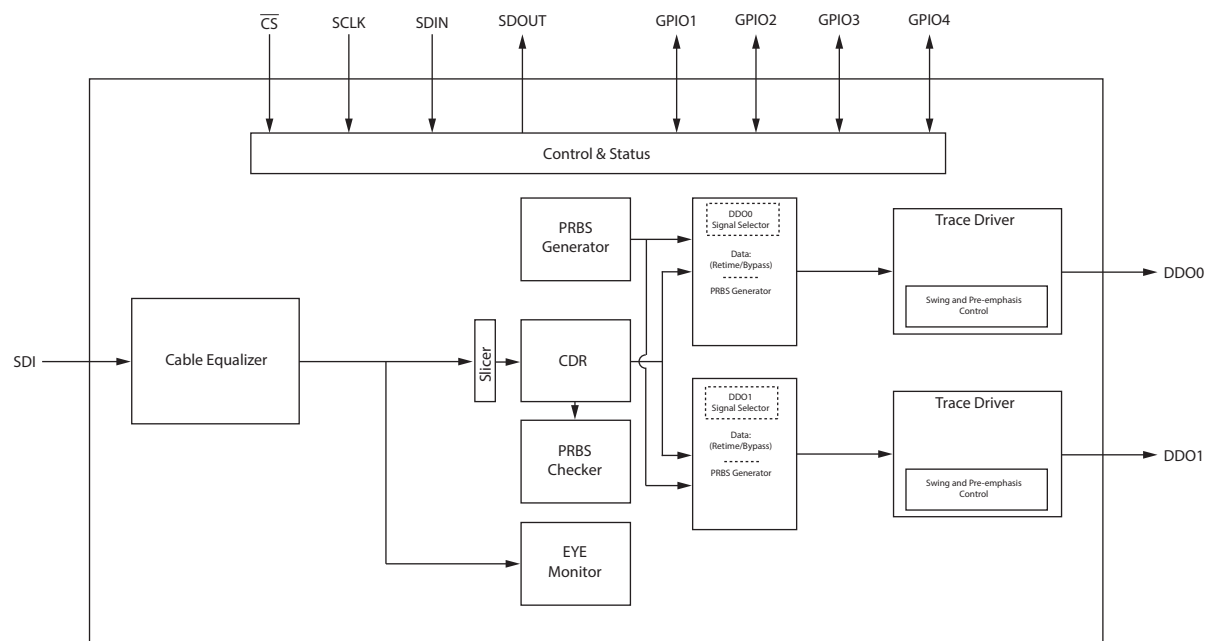 CS
SCLK
SDIN
SDOUT
GPIO1
GPIO2
GPIO3
GPIO4
Control & Status
PRBS
Generator
DDO0
Signal Selector
Data:
(Retime/Bypass)
PRBS Generator
Trace Driver
Swing and Pre-emphasis
Control
DDO0
SDI
Cable Equalizer
Slicer
CDR
PRBS
Checker
EYE
Monitor
DDO1
Signal Selector
Data:
(Retime/Bypass)
PRBS Generator
Trace Driver
Swing and Pre-emphasis
Control
DDO1